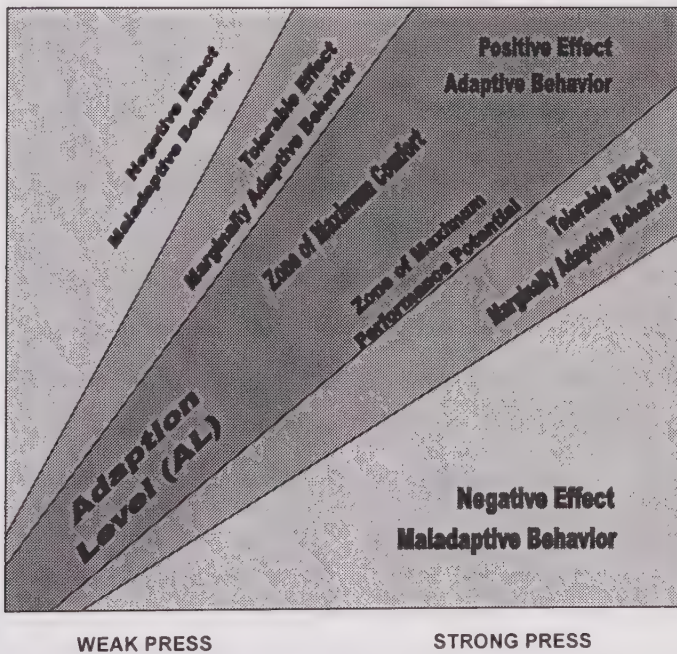 Negative Effect
Maladaptive Behavior
Tolerable Effect
Marginally Adaptive Behavior
Positive Effect
Adaptive Behavior
Zone of Maximum Comfort
Zone of Maximum
Performance Potential
Tolerable Effect
Marginally Adaptive Behavior
Adaption
Level (AL)
Negative Effect
Maladaptive Behavior
WEAK PRESS
STRONG PRESS